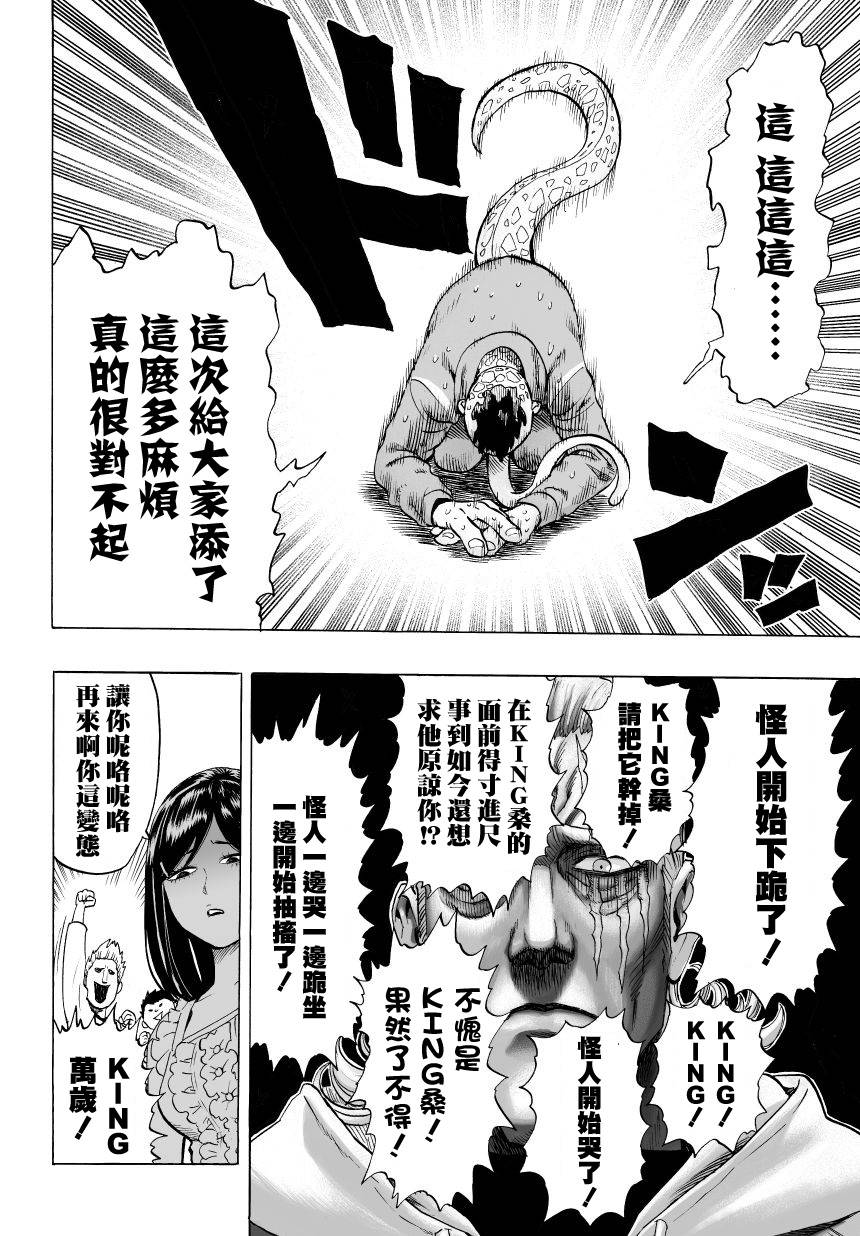 這 這這這……
這次給大家添了
這麼多麻煩
真的很對不起
ドンッ
怪人開始下跪了！
KING桑
請把它幹掉！
在KING桑的
面前得寸進尺
事到如今還想
求他原諒你！？
怪人一邊哭一邊跪坐
一邊開始抽搐了！
KING！
KING！
怪人開始哭了！
不愧是
KING桑！
果然了不得！
讓你呢咯呢咯
再來啊你這變態
KING
萬歲！